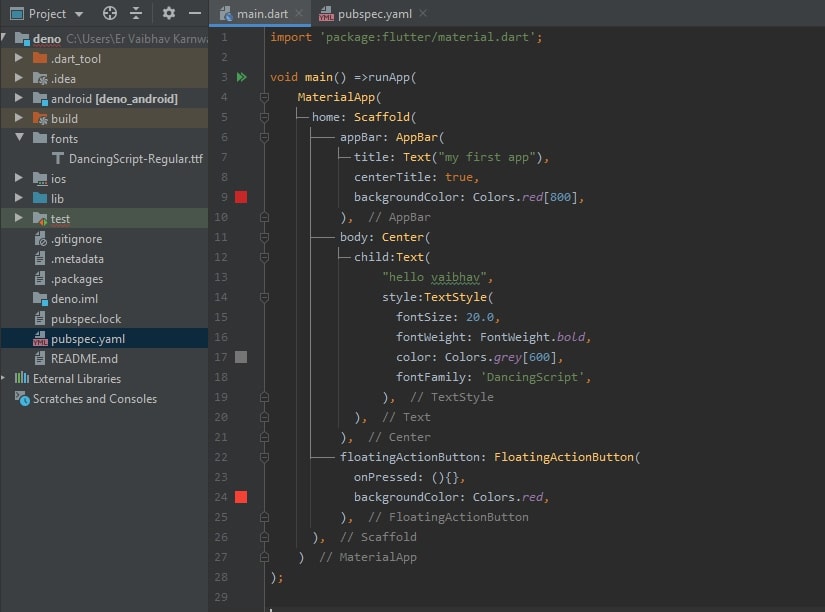 Project
main.dart
pubspec.yaml
deno C:\Users\Er Vaibhav Karnwa
.dart_tool
.idea
android [deno_android]
build
fonts
DancingScript-Regular.ttf
ios
lib
test
.gitignore
.metadata
.packages
deno.iml
pubspec.lock
pubspec.yaml
README.md
External Libraries
Scratches and Consoles
1 import 'package:flutter/material.dart';
2
3 void main() =>runApp(
4 MaterialApp(
5 home: Scaffold(
6 appBar: AppBar(
7 title: Text("my first app"),
8 centerTitle: true,
9 backgroundColor: Colors.red[800],
10 ), // AppBar
11 body: Center(
12 child:Text(
13 "hello vaibhav",
14 style:TextStyle(
15 fontSize: 20.0,
16 fontWeight: FontWeight.bold,
17 color: Colors.grey[600],
18 fontFamily: 'DancingScript',
19 ), // TextStyle
20 ), // Text
21 ), // Center
22 floatingActionButton: FloatingActionButton(
23 onPressed: (){},
24 backgroundColor: Colors.red,
25 ), // FloatingActionButton
26 ), // Scaffold
27 ) // MaterialApp
28 );
29